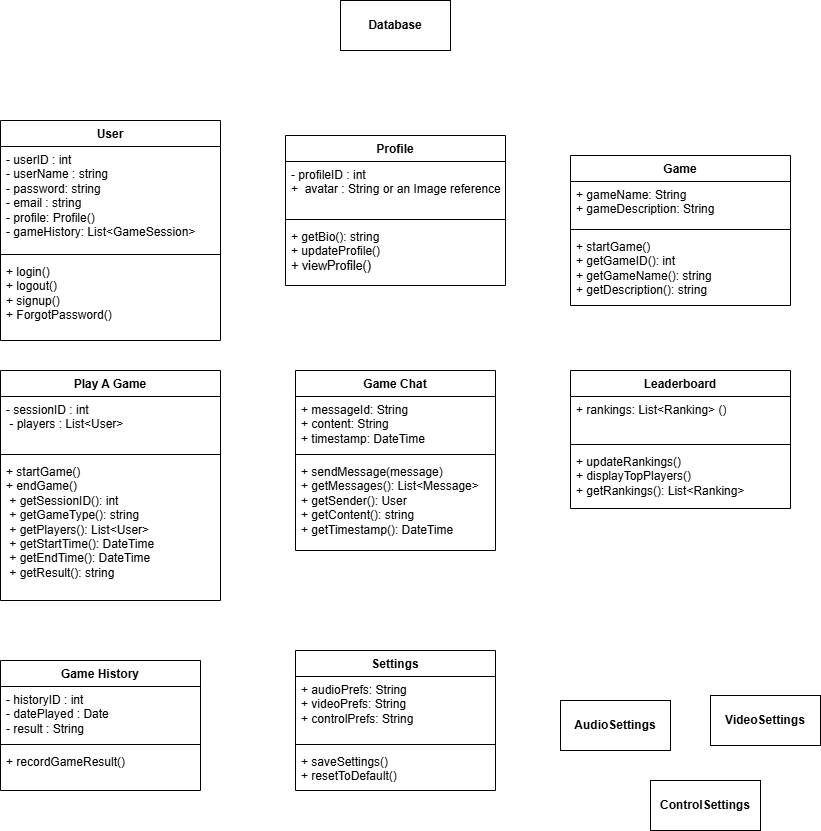 Database
User
- userID : int
- userName : string
- password: string
- email : string
- profile: Profile()
- gameHistory: List<GameSession>
+ login()
+ logout()
+ signup()
+ ForgotPassword()
Profile
- profileID : int
+ avatar : String or an Image reference
+ getBio(): string
+ updateProfile()
+ viewProfile()
Game
+ gameName: String
+ gameDescription: String
+ startGame()
+ getGameID(): int
+ getGameName(): string
+ getDescription(): string
Play A Game
- sessionID : int
- players : List<User>
+ startGame()
+ endGame()
+ getSessionID(): int
+ getGameType(): string
+ getPlayers(): List<User>
+ getStartTime(): DateTime
+ getEndTime(): DateTime
+ getResult(): string
Game Chat
+ messageId: String
+ content: String
+ timestamp: DateTime
+ sendMessage(message)
+ getMessages(): List<Message>
+ getSender(): User
+ getContent(): string
+ getTimestamp(): DateTime
Leaderboard
+ rankings: List<Ranking> ()
+ updateRankings()
+ displayTopPlayers()
+ getRankings(): List<Ranking>
Game History
- historyID : int
- datePlayed : Date
- result : String
+ recordGameResult()
Settings
+ audioPrefs: String
+ videoPrefs: String
+ controlPrefs: String
+ saveSettings()
+ resetToDefault()
AudioSettings
VideoSettings
ControlSettings